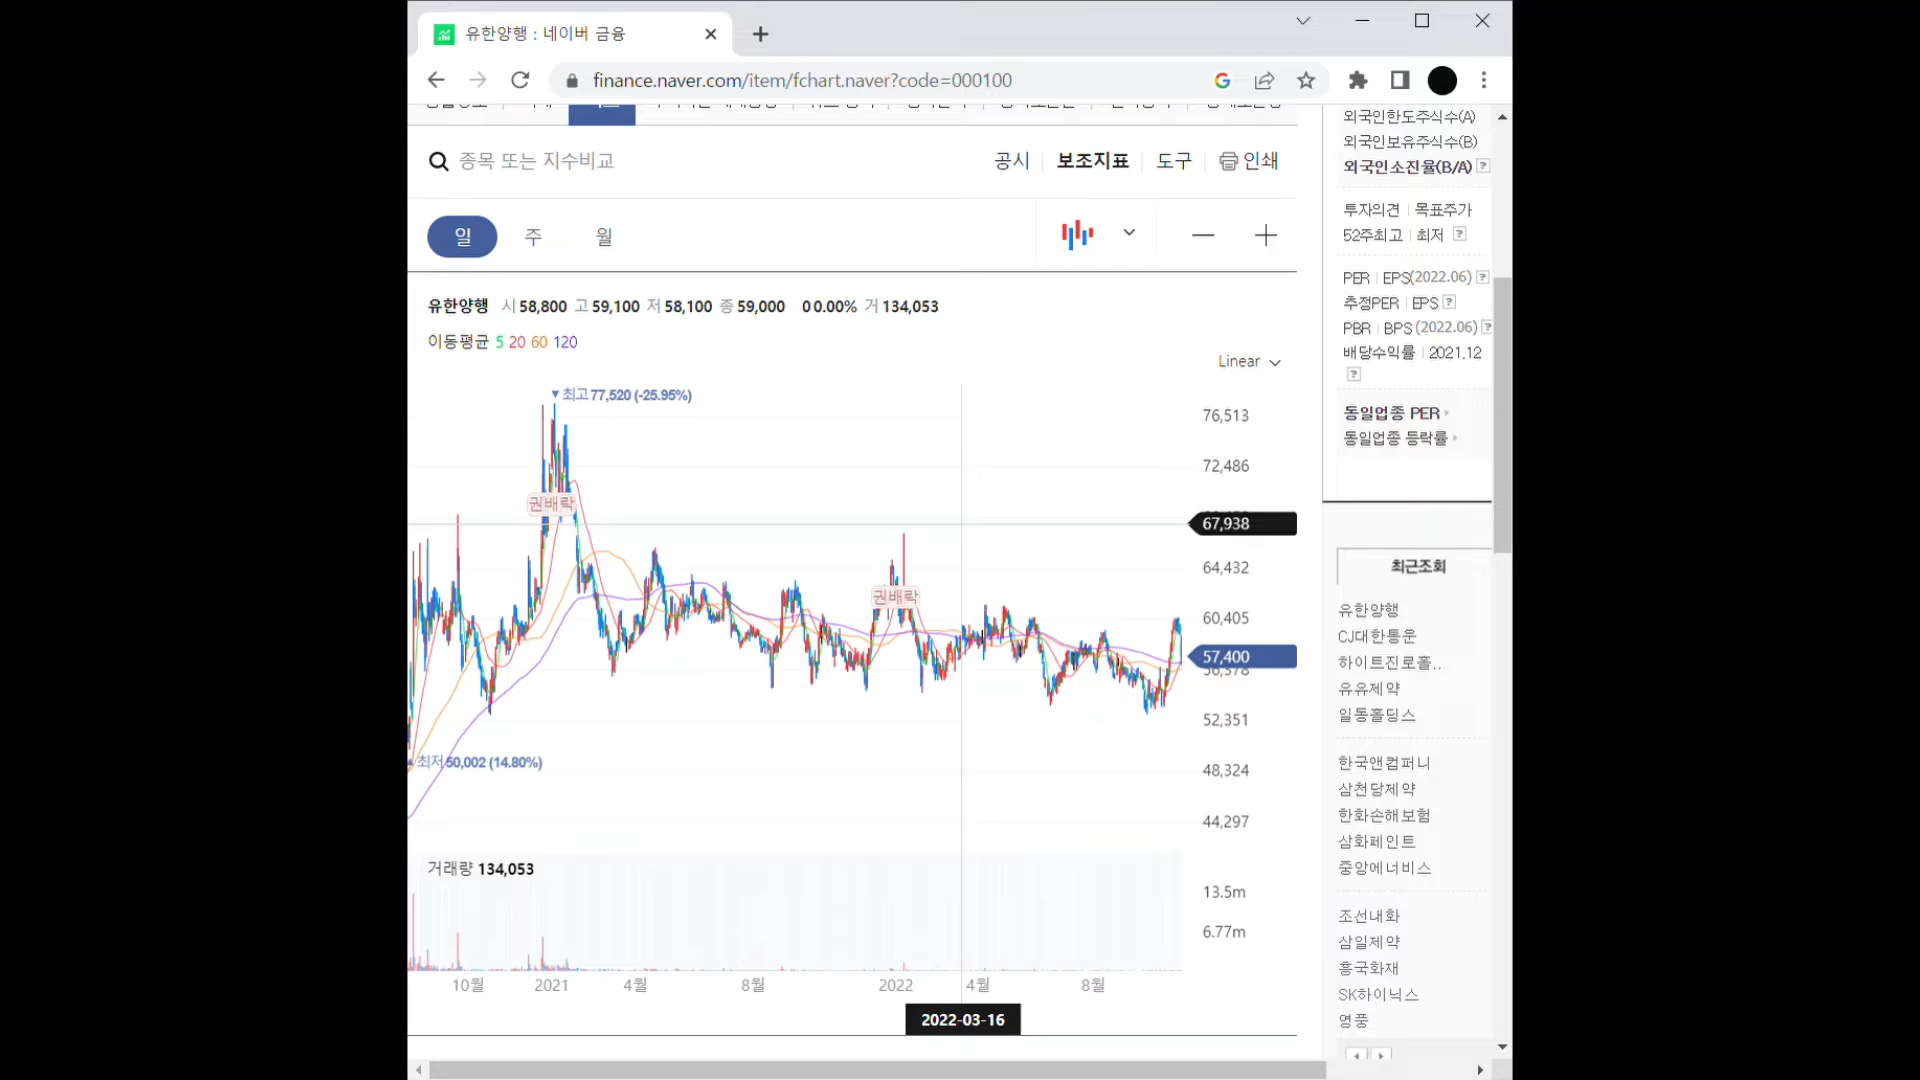 유한양행 : 네이버 금융
finance.naver.com/item/fchart.naver?code=000100
종목 또는 지수비교
공시 보조지표 도구 인쇄
일 주 월
유한양행 시 58,800 고 59,100 저 58,100 종 59,000 0 0.00% 거 134,053
이동평균 5 20 60 120
Linear
최고 77,520 (-25.95%)
권배락
권배락
최저 50,002 (14.80%)
76,513
72,486
67,938
64,432
60,405
57,400
52,351
48,324
44,297
거래량 134,053
13.5m
6.77m
10월 2021 4월 8월 2022 4월 8월
2022-03-16
외국인한도주식수(A)
외국인보유주식수(B)
외국인소진율(B/A) ?
투자의견 | 목표주가
52주최고 | 최저 ?
PER | EPS(2022.06) ?
추정PER | EPS ?
PBR | BPS (2022.06) ?
배당수익률 | 2021.12
?
동일업종 PER
동일업종 등락률
최근조회
유한양행
CJ대한통운
하이트진로홀..
유유제약
일동홀딩스
한국앤컴퍼니
삼천당제약
한화손해보험
삼화페인트
중앙에너비스
조선내화
삼일제약
흥국화재
SK하이닉스
영풍